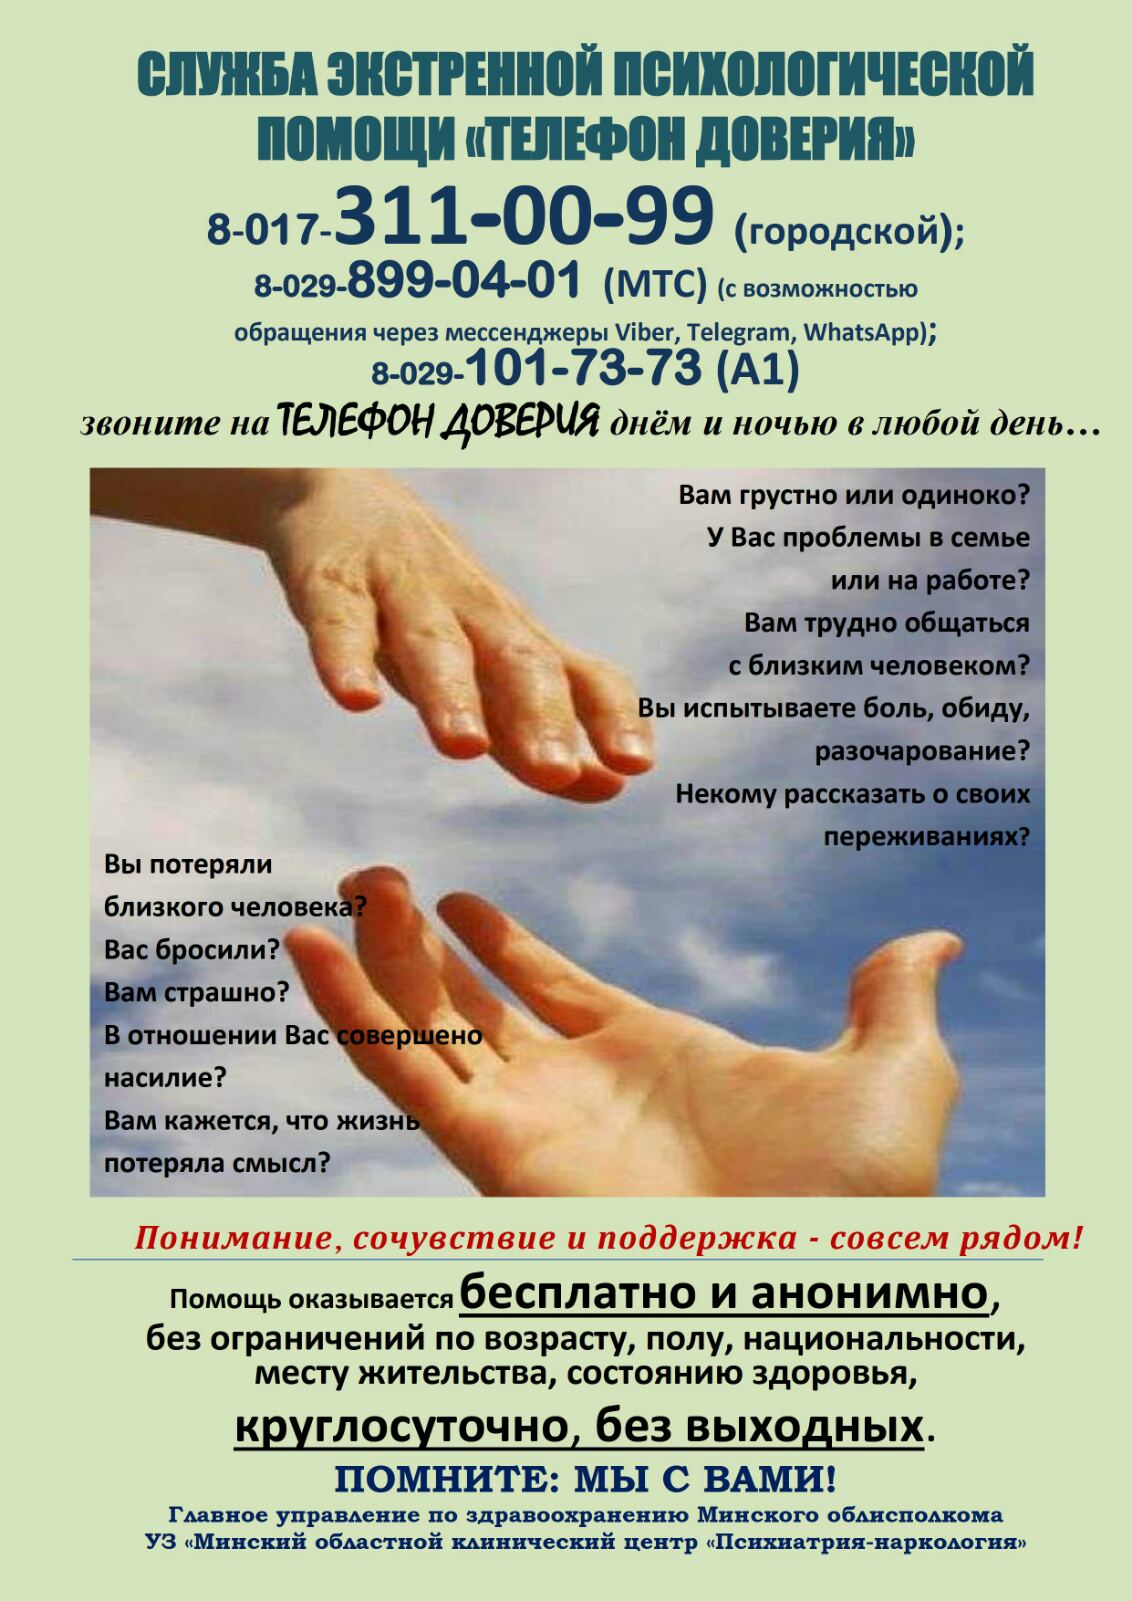 СЛУЖБА ЭКСТРЕННОЙ ПСИХОЛОГИЧЕСКОЙ
ПОМОЩИ «ТЕЛЕФОН ДОВЕРИЯ»
8-017-311-00-99 (городской);
8-029-899-04-01 (МТС) (с возможностью
обращения через мессенджеры Viber, Telegram, WhatsApp);
8-029-101-73-73 (А1)
звоните на ТЕЛЕФОН ДОВЕРИЯ днём и ночью в любой день…
Вам грустно или одиноко?
У Вас проблемы в семье
или на работе?
Вам трудно общаться
с близким человеком?
Вы испытываете боль, обиду,
разочарование?
Некому рассказать о своих
переживаниях?
Вы потеряли
близкого человека?
Вас бросили?
Вам страшно?
В отношении Вас совершено
насилие?
Вам кажется, что жизнь
потеряла смысл?
Понимание, сочувствие и поддержка - совсем рядом!
Помощь оказывается бесплатно и анонимно,
без ограничений по возрасту, полу, национальности,
месту жительства, состоянию здоровья,
круглосуточно, без выходных.
ПОМНИТЕ: МЫ С ВАМИ!
Главное управление по здравоохранению Минского облисполкома
УЗ «Минский областной клинический центр «Психиатрия-наркология»